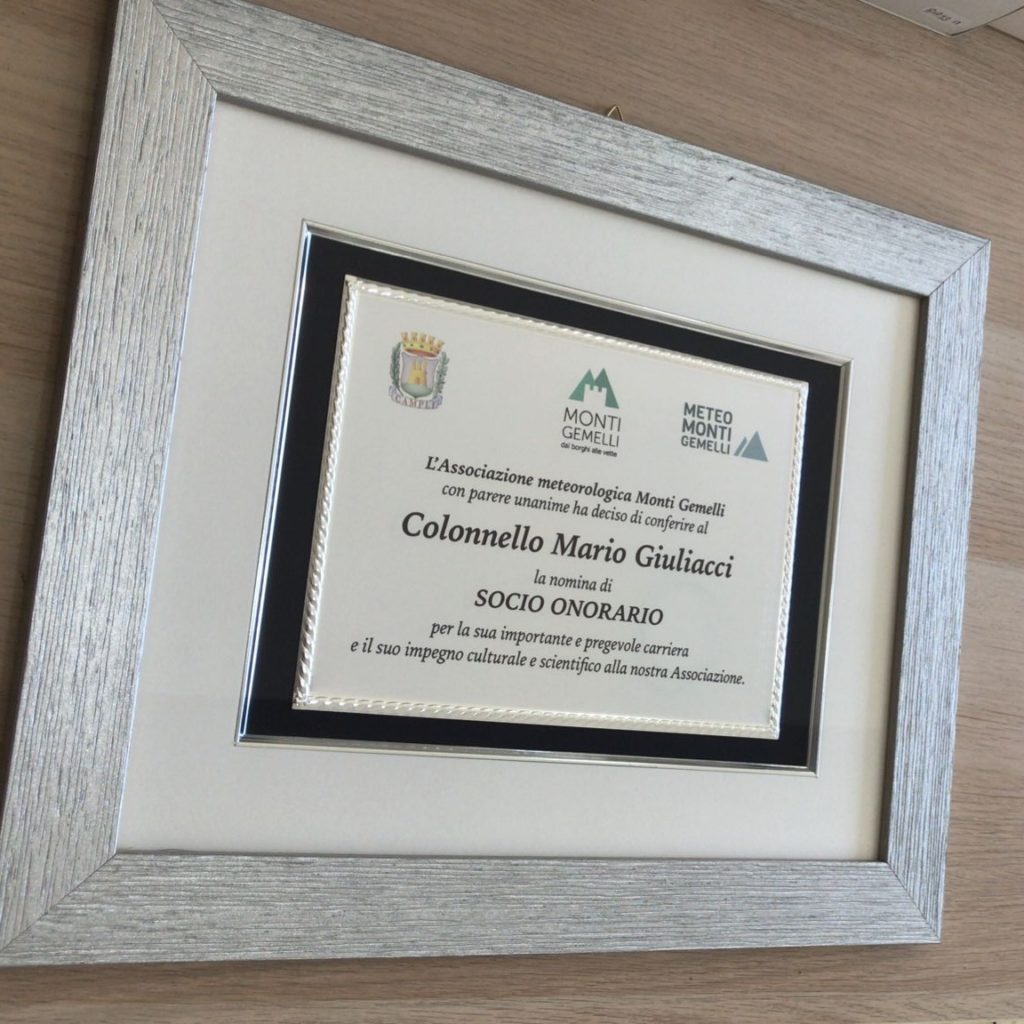 CAMPLI
MONTI
GEMELLI
dai borghi alle vette
METEO
MONTI
GEMELLI
L'Associazione meteorologica Monti Gemelli
con parere unanime ha deciso di conferire al
Colonnello Mario Giuliacci
la nomina di
SOCIO ONORARIO
per la sua importante e pregevole carriera
e il suo impegno culturale e scientifico alla nostra Associazione.